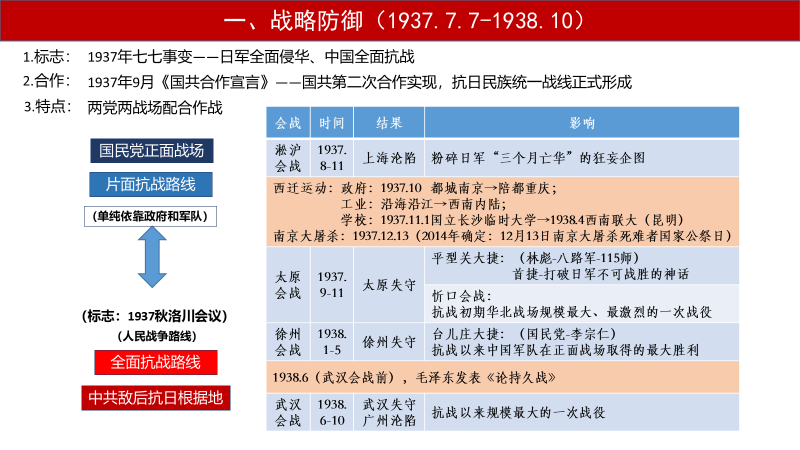 一、战略防御（1937.7.7-1938.10）
1.标志： 1937年七七事变——日军全面侵华、中国全面抗战
2.合作： 1937年9月《国共合作宣言》——国共第二次合作实现，抗日民族统一战线正式形成
3.特点： 两党两战场配合作战
国民党正面战场
片面抗战路线
（单纯依靠政府和军队）
（标志：1937秋洛川会议）
（人民战争路线）
全面抗战路线
中共敌后抗日根据地
会战 时间 结果 影响
淞沪会战 1937.8-11 上海沦陷 粉碎日军“三个月亡华”的狂妄企图
西迁运动：政府：1937.10 都城南京→陪都重庆；
工业：沿海沿江→西南内陆；
学校：1937.11.1国立长沙临时大学→1938.4西南联大（昆明）
南京大屠杀：1937.12.13（2014年确定：12月13日南京大屠杀死难者国家公祭日）
太原会战 1937.9-11 太原失守 平型关大捷：（林彪-八路军-115师）
首捷-打破日军不可战胜的神话
忻口会战：
抗战初期华北战场规模最大、最激烈的一次战役
徐州会战 1938.1-5 徐州失守 台儿庄大捷：（国民党-李宗仁）
抗战以来中国军队在正面战场取得的最大胜利
1938.6（武汉会战前），毛泽东发表《论持久战》
武汉会战 1938.6-10 武汉失守 广州沦陷 抗战以来规模最大的一次战役